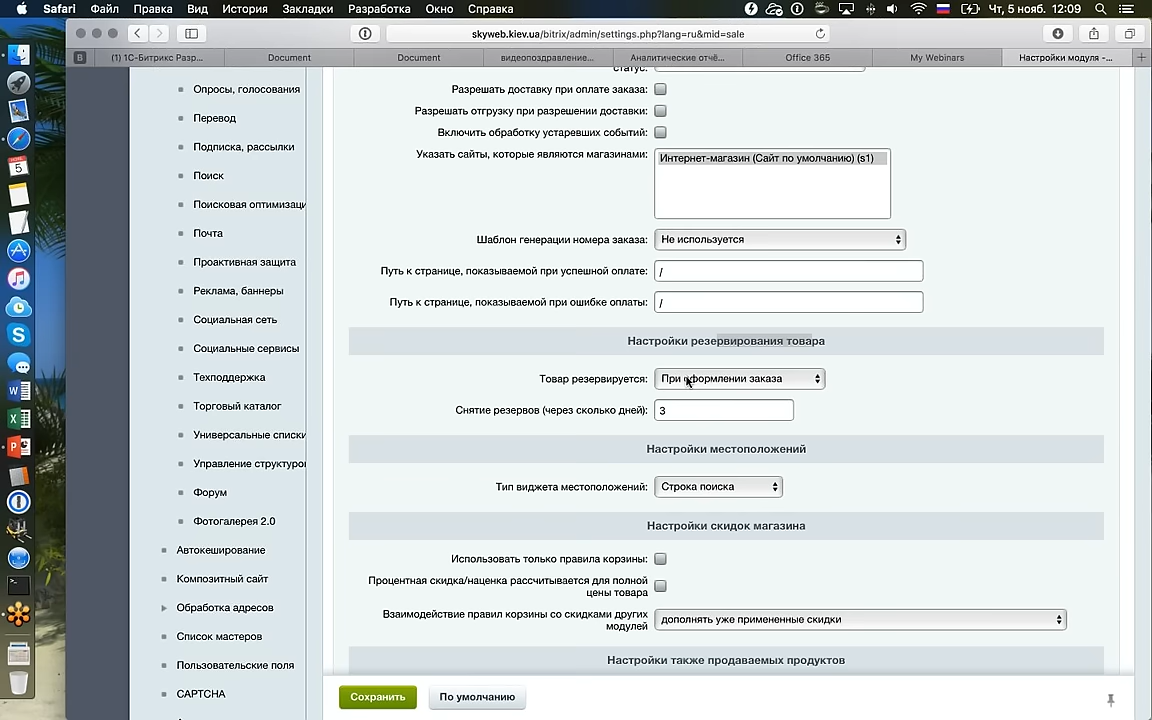 Safari Файл Правка Вид История Закладки Разработка Окно Справка Чт, 5 нояб. 12:09
skyweb.kiev.ua/bitrix/admin/settings.php?lang=ru&mid=sale
B (1) 1С-Битрикс Разр... Document Document видеопоздравление... Аналитические отчё... Office 365 My Webinars Настройки модуля -...
Опросы, голосования
Перевод
Подписка, рассылки
Поиск
Поисковая оптимизаци
Почта
Проактивная защита
Реклама, баннеры
Социальная сеть
Социальные сервисы
Техподдержка
Торговый каталог
Универсальные списки
Управление структурой
Форум
Фотогалерея 2.0
Автокеширование
Композитный сайт
Обработка адресов
Список мастеров
Пользовательские поля
CAPTCHA
статус:
Разрешать доставку при оплате заказа:
Разрешать отгрузку при разрешении доставки:
Включить обработку устаревших событий:
Указать сайты, которые являются магазинами: Интернет-магазин (Сайт по умолчанию) (s1)
Шаблон генерации номера заказа: Не используется
Путь к странице, показываемой при успешной оплате: /
Путь к странице, показываемой при ошибке оплаты: /
Настройки резервирования товара
Товар резервируется: При оформлении заказа
Снятие резервов (через сколько дней): 3
Настройки местоположений
Тип виджета местоположений: Строка поиска
Настройки скидок магазина
Использовать только правила корзины:
Процентная скидка/наценка рассчитывается для полной
цены товара
Взаимодействие правил корзины со скидками других
модулей дополнять уже примененные скидки
Настройки также продаваемых продуктов
Сохранить По умолчанию